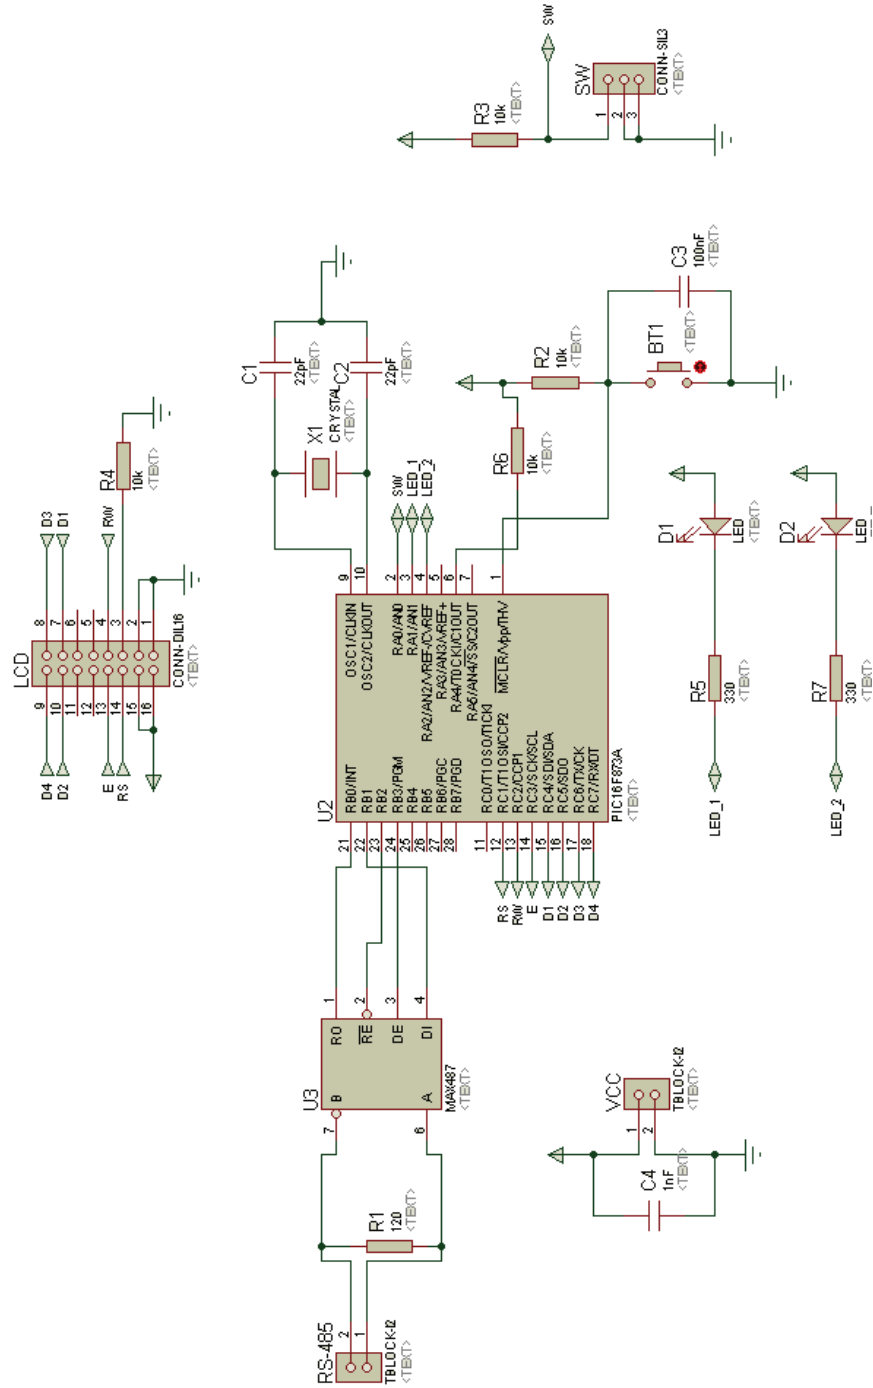 SW
R3
10k
<TEXT>
SW
CONN-SIL3
<TEXT>
1
2
3
LCD
CONN-DIL16
<TEXT>
D3
D1
RW
R4
10k
<TEXT>
8
7
6
5
4
3
2
1
9
10
11
12
13
14
15
16
D4
D2
E
RS
C1
22pF
<TEXT>
C2
22pF
<TEXT>
X1
CRYSTAL
<TEXT>
SW
LED_1
LED_2
R6
10k
<TEXT>
R2
10k
<TEXT>
BT1
<TEXT>
C3
100nF
<TEXT>
U2
PIC16F873A
<TEXT>
9 OSC1/CLKIN
10 OSC2/CLKOUT
2 RA0/AN0
3 RA1/AN1
4 RA2/AN2/VREF-/CVREF
5 RA3/AN3/VREF+
6 RA4/T0CKI/C1OUT
7 RA5/AN4/SS/C2OUT
1 MCLR/Vpp/THV
21 RB0/INT
22 RB1
23 RB2
24 RB3/PGM
25 RB4
26 RB5
27 RB6/PGC
28 RB7/PGD
11 RC0/T1OSO/T1CKI
12 RC1/T1OSI/CCP2
13 RC2/CCP1
14 RC3/SCK/SCL
15 RC4/SDI/SDA
16 RC5/SDO
17 RC6/TX/CK
18 RC7/RX/DT
RS
RW
E
D1
D2
D3
D4
D1
LED
<TEXT>
R5
330
<TEXT>
LED_1
D2
LED
R7
330
<TEXT>
LED_2
U3
MAX487
<TEXT>
1 RO
2 RE
3 DE
4 DI
7 B
6 A
R1
120
<TEXT>
RS-485
TBLOCK-I2
<TEXT>
2
1
VCC
TBLOCK-I2
<TEXT>
1
2
C4
1nF
<TEXT>